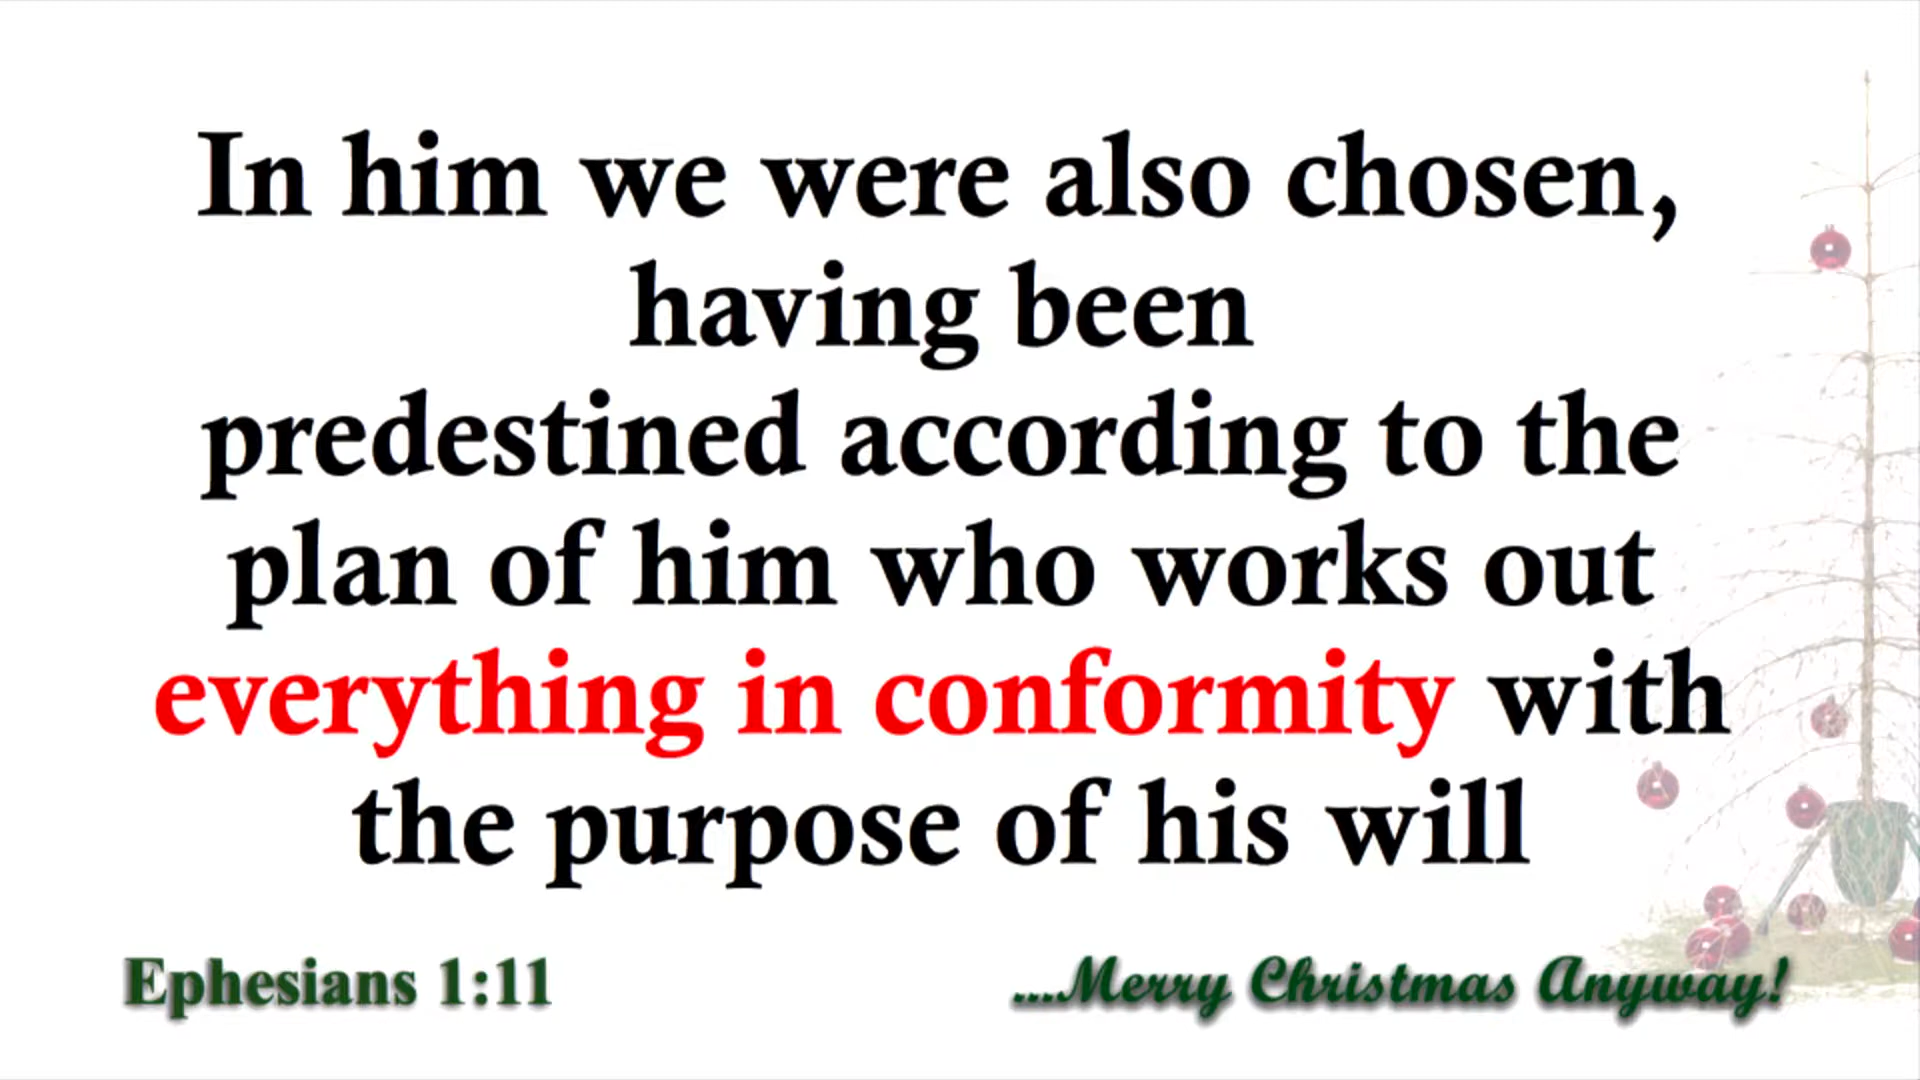 In him we were also chosen,
having been
predestined according to the
plan of him who works out
everything in conformity with
the purpose of his will
Ephesians 1:11
...Merry Christmas Anyway!